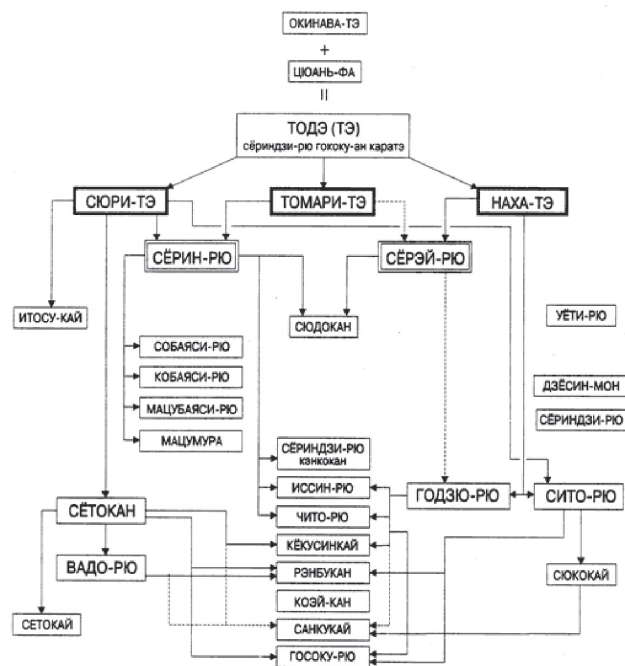 ОКИНАВА-ТЭ
+
ЦЮАНЬ-ФА
=
ТОДЭ (ТЭ)
сёриндзи-рю гококу-ан каратэ
СЮРИ-ТЭ
ТОМАРИ-ТЭ
НАХА-ТЭ
СЁРИН-РЮ
СЁРЭЙ-РЮ
ИТОСУ-КАЙ
СЮДОКАН
УЁТИ-РЮ
СОБАЯСИ-РЮ
КОБАЯСИ-РЮ
МАЦУБАЯСИ-РЮ
МАЦУМУРА
ДЗЁСИН-МОН
СЁРИНДЗИ-РЮ
СЁРИНДЗИ-РЮ
кэнкокан
ИССИН-РЮ
ГОДЗЮ-РЮ
СИТО-РЮ
СЁТОКАН
ЧИТО-РЮ
КЁКУСИНКАЙ
ВАДО-РЮ
РЭНБУКАН
СЮКОКАЙ
КОЭЙ-КАН
СЕТОКАЙ
САНКУКАЙ
ГОСОКУ-РЮ